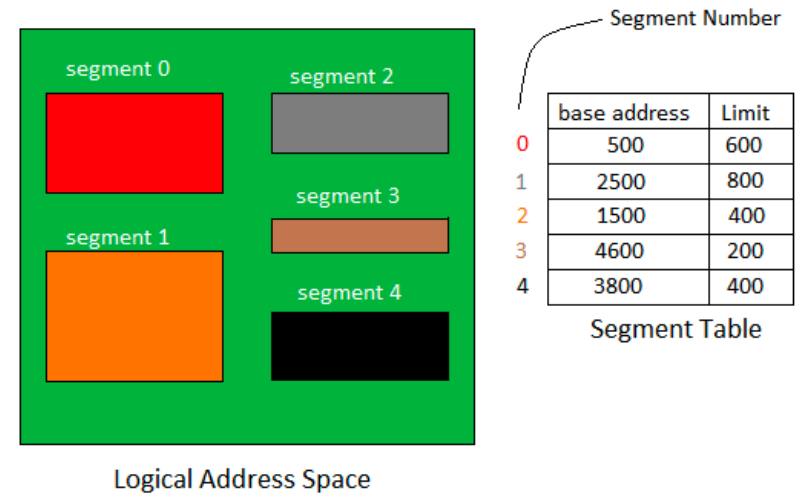 Segment Number
segment 0
segment 2
segment 3
segment 1
segment 4
base address Limit
0 500 600
1 2500 800
2 1500 400
3 4600 200
4 3800 400
Segment Table
Logical Address Space